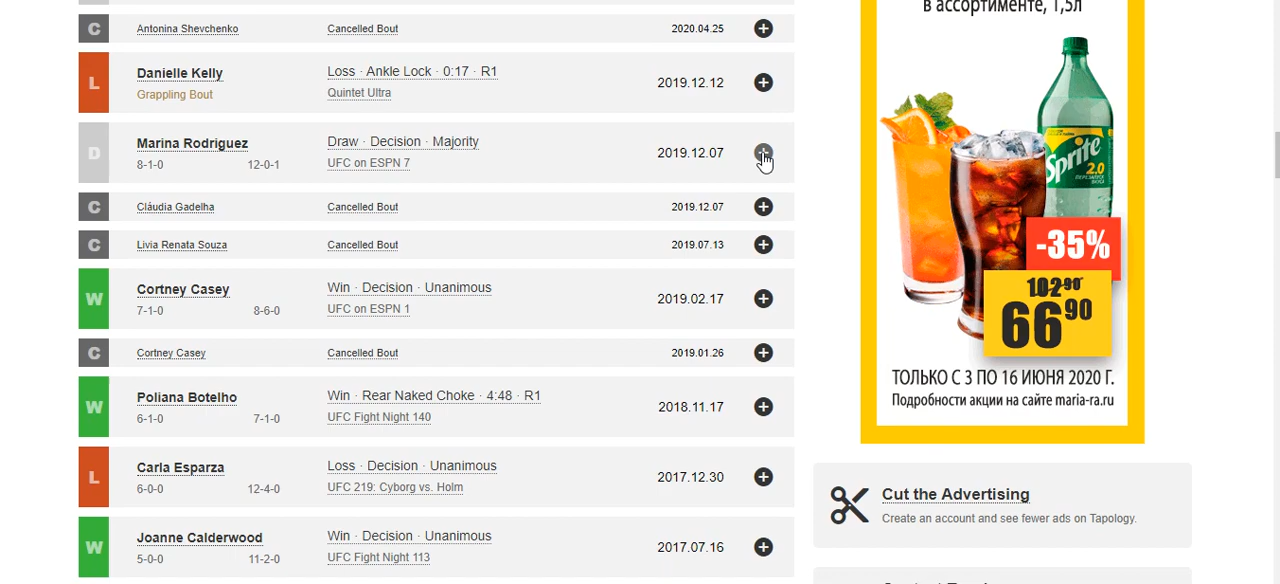 C Antonina Shevchenko Cancelled Bout 2020.04.25
L Danielle Kelly Loss · Ankle Lock · 0:17 · R1 2019.12.12
Grappling Bout Quintet Ultra
D Marina Rodriguez Draw · Decision · Majority 2019.12.07
8-1-0 12-0-1 UFC on ESPN 7
C Cláudia Gadelha Cancelled Bout 2019.12.07
C Livia Renata Souza Cancelled Bout 2019.07.13
W Cortney Casey Win · Decision · Unanimous 2019.02.17
7-1-0 8-6-0 UFC on ESPN 1
C Cortney Casey Cancelled Bout 2019.01.26
W Poliana Botelho Win · Rear Naked Choke · 4:48 · R1 2018.11.17
6-1-0 7-1-0 UFC Fight Night 140
L Carla Esparza Loss · Decision · Unanimous 2017.12.30
6-0-0 12-4-0 UFC 219: Cyborg vs. Holm
W Joanne Calderwood Win · Decision · Unanimous 2017.07.16
5-0-0 11-2-0 UFC Fight Night 113
в ассортименте, 1,5л
Sprite
2.0
-35%
102⁹⁰
66⁹⁰
ТОЛЬКО С 3 ПО 16 ИЮНЯ 2020 Г.
Подробности акции на сайте maria-ra.ru
Cut the Advertising
Create an account and see fewer ads on Tapology.